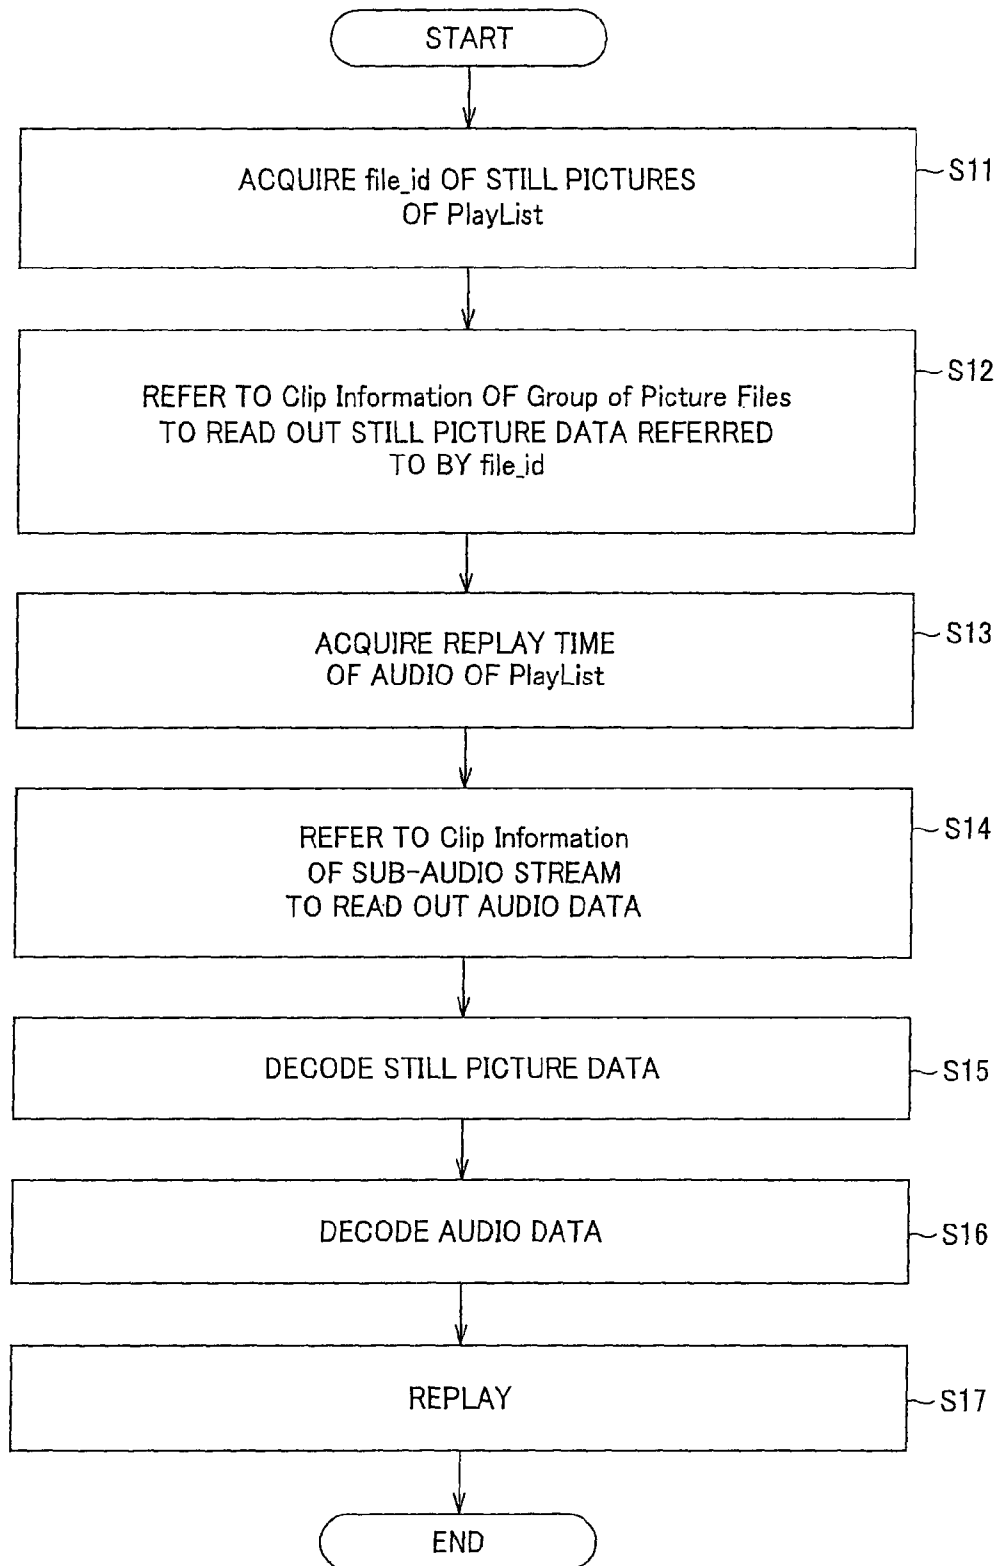 START
ACQUIRE file_id OF STILL PICTURES
OF PlayList
S11
REFER TO Clip Information OF Group of Picture Files
TO READ OUT STILL PICTURE DATA REFERRED
TO BY file_id
S12
ACQUIRE REPLAY TIME
OF AUDIO OF PlayList
S13
REFER TO Clip Information
OF SUB-AUDIO STREAM
TO READ OUT AUDIO DATA
S14
DECODE STILL PICTURE DATA
S15
DECODE AUDIO DATA
S16
REPLAY
S17
END